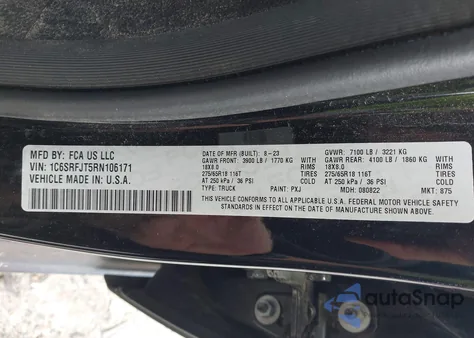 MFD BY: FCA US LLC
VIN: 1C6SRFJT5RN106171
VEHICLE MADE IN U.S.A.
DATE OF MFR (BUILT): 8-23
GAWR FRONT: 3900 LB / 1770 KG WITH
18X8.0 RIMS
275/65R18 116T TIRES
AT 250 kPa / 36 PSI COLD
PAINT: PXJ
GVWR: 7100 LB / 3221 KG
GAWR REAR: 4100 LB / 1860 KG WITH
18X8.0 RIMS
275/65R18 116T TIRES
AT 250 kPa / 36 PSI COLD
MDH: 080822 MKT: 875
THIS VEHICLE CONFORMS TO ALL APPLICABLE U.S.A. FEDERAL MOTOR VEHICLE SAFETY
STANDARDS IN EFFECT ON THE DATE OF MANUFACTURE SHOWN ABOVE.
autoSnap